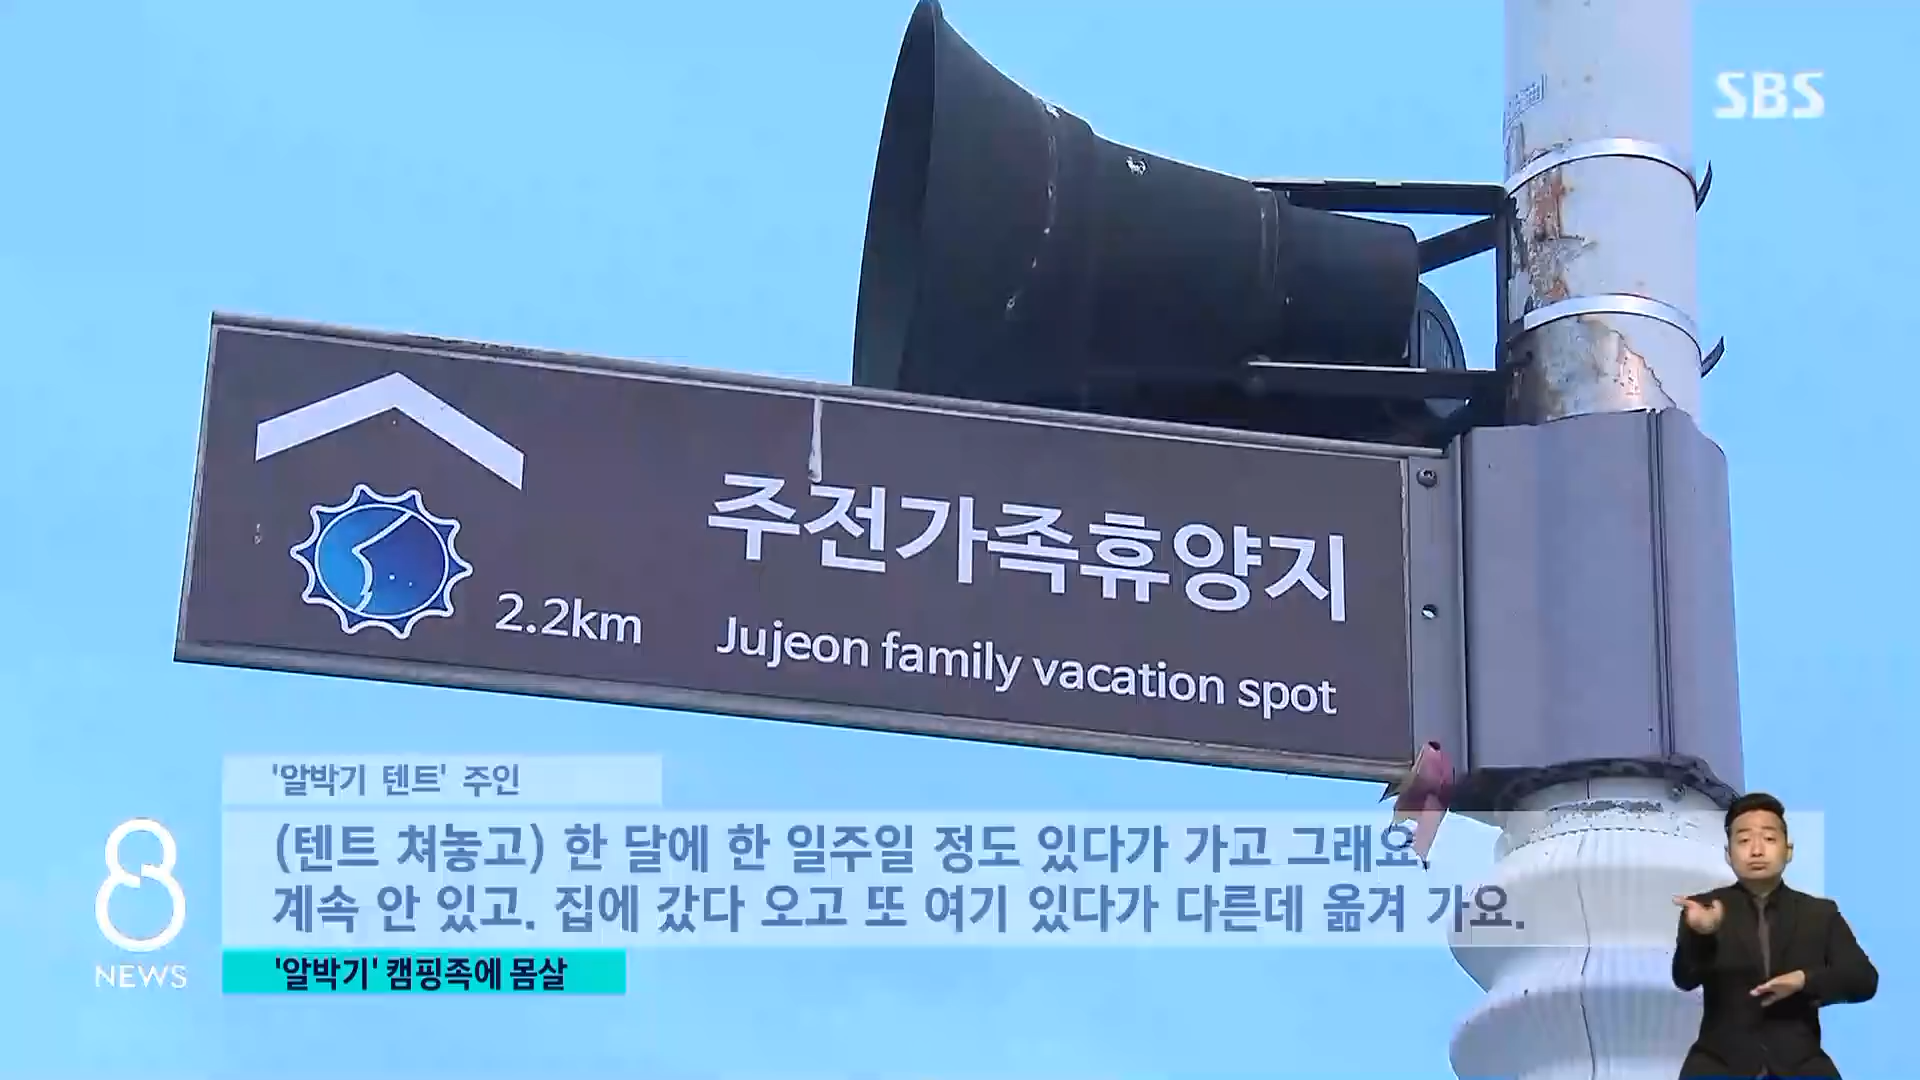 SBS
주전가족휴양지
2.2km
Jujeon family vacation spot
'알박기 텐트' 주인
(텐트 쳐놓고) 한 달에 한 일주일 정도 있다가 가고 그래요.
계속 안 있고. 집에 갔다 오고 또 여기 있다가 다른데 옮겨 가요.
8
NEWS
'알박기' 캠핑족에 몸살